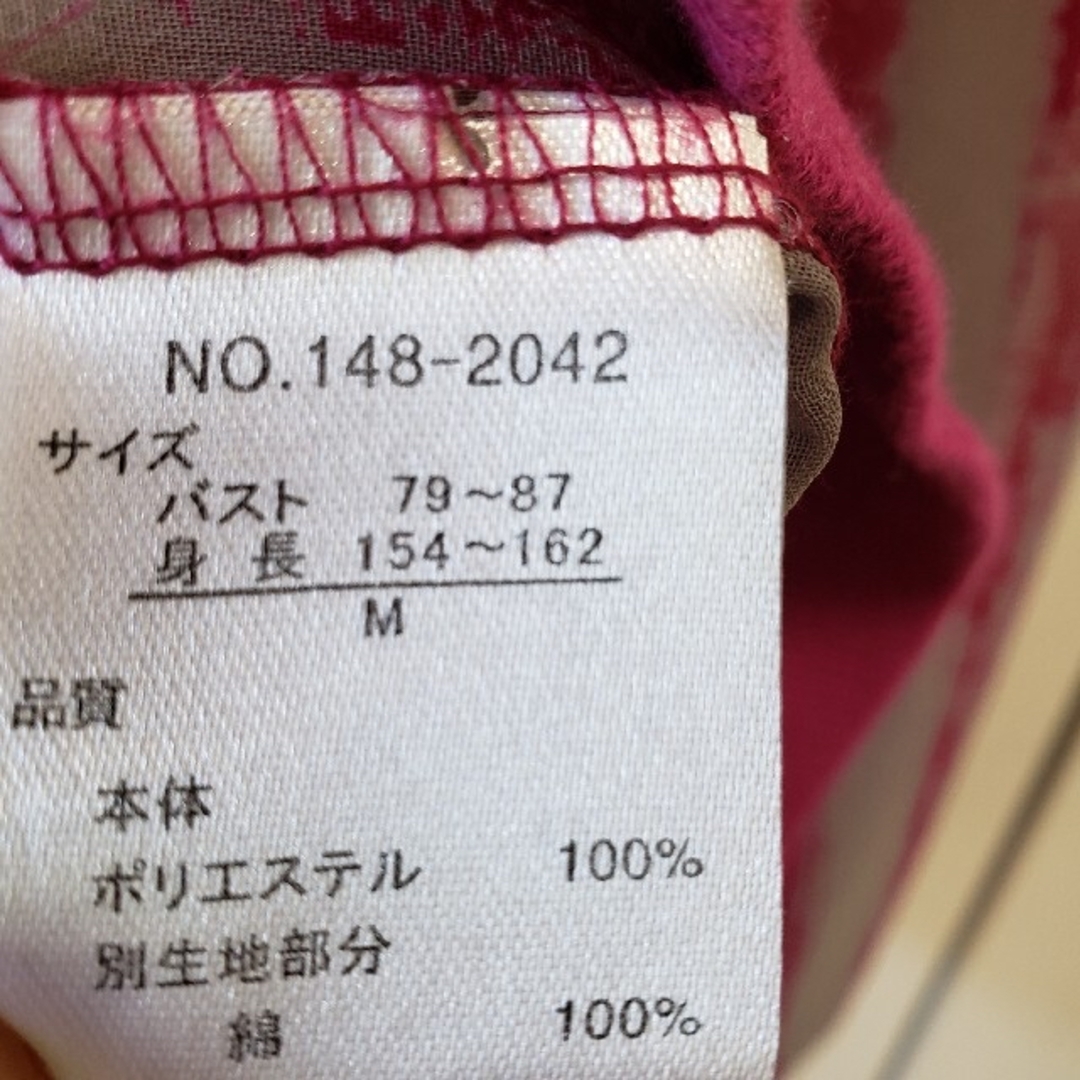 NO.148-2042
サイズ
バスト 79～87
身 長 154～162
M
品質
本体
ポリエステル 100%
別生地部分
綿 100%